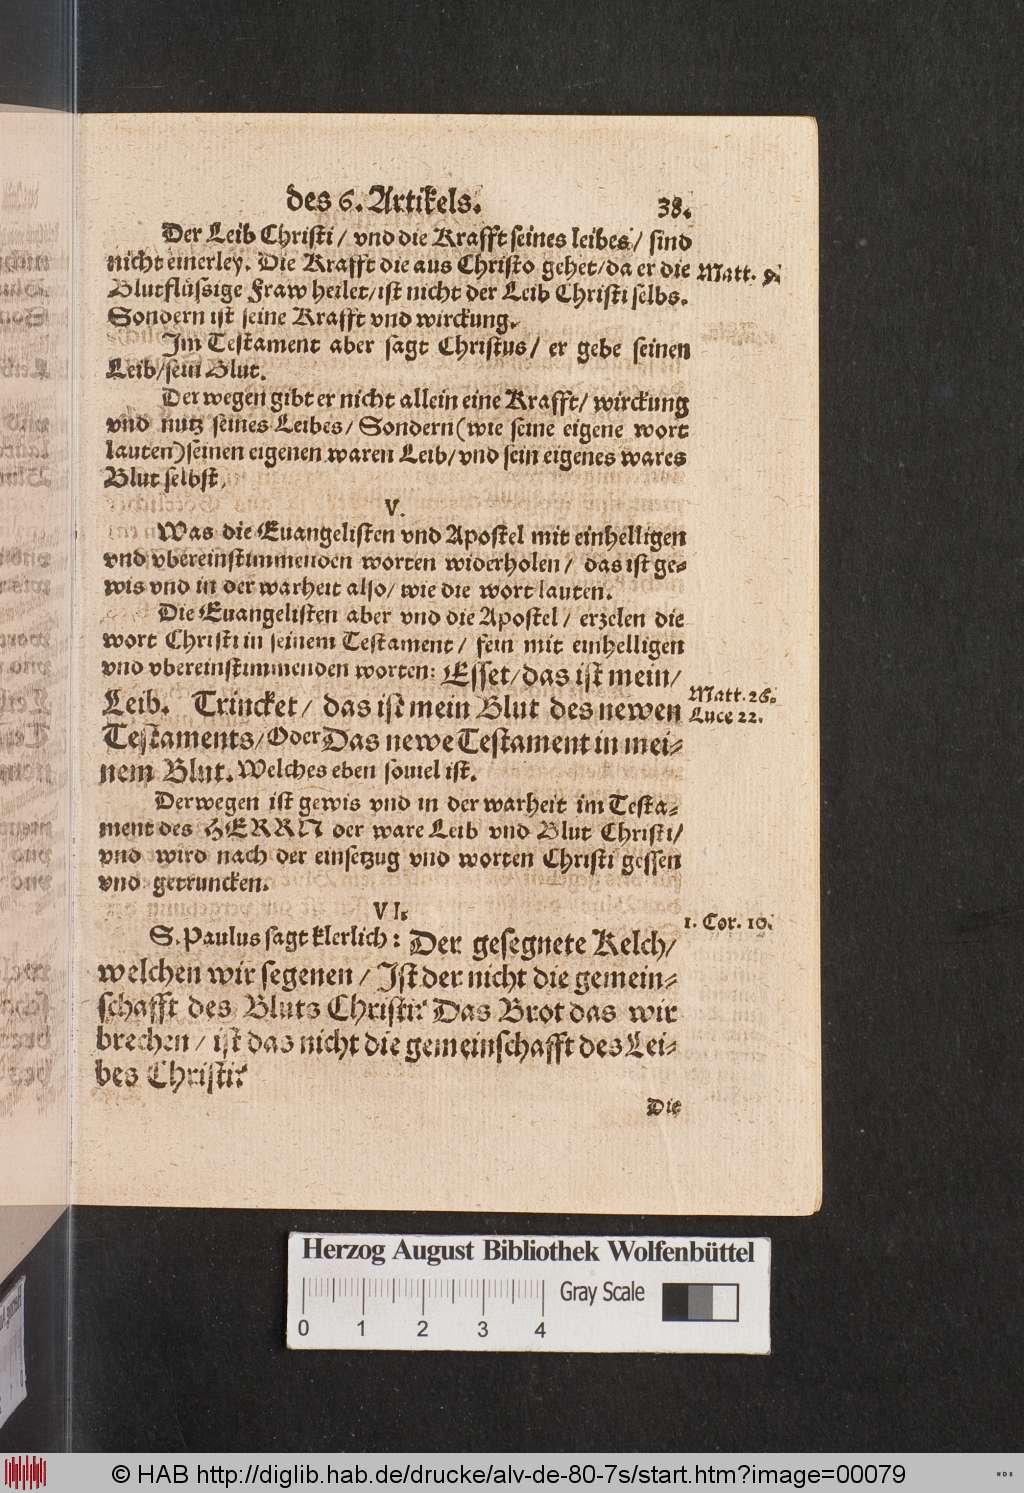 des 6. Artikels. 38.
Der Leib Christi / vnd die Krafft seines leibes / sind
nicht einerley. Die Krafft die aus Christo gehet/da er die
Matt. 9.
Blutflüssige Fraw heilet/ist nicht der Leib Christi selbs.
Sondern ist seine Krafft vnd wirckung.
Im Testament aber sagt Christus / er gebe seinen
Leib/sein Blut.
Der wegen gibt er nicht allein eine Krafft/ wirckung
vnd nutz seines Leibes / Sondern (wie seine eigene wort
lauten) seinen eigenen waren Leib/ vnd sein eigenes wares
Blut selbst.
V.
Was die Euangelisten vnd Apostel mit einhelligen
vnd vbereinstimmenden worten widerholen / das ist ge-
wis vnd in der warheit also/ wie die wort lauten.
Die Euangelisten aber vnd die Apostel / erzelen die
wort Christi in seinem Testament / fein mit einhelligen
vnd vbereinstimmenden worten: Esset/das ist mein/
Matt. 26.
Leib. Trincket / das ist mein Blut des newen
Luce 22.
Testaments/Oder Das newe Testament in mei-
nem Blut. Welches eben souiel ist.
Derwegen ist gewis vnd in der warheit im Testa-
ment des HERRN der ware Leib vnd Blut Christi/
vnd wird nach der einsetzug vnd worten Christi gessen
vnd getruncken.
VI.
1. Cor. 10.
S. Paulus sagt klerlich: Der gesegnete Kelch/
welchen wir segenen / Ist der nicht die gemein-
schafft des Bluts Christi? Das Brot das wir
brechen / ist das nicht die gemeinschafft des Lei-
bes Christi?
Die
Herzog August Bibliothek Wolfenbüttel
Gray Scale
0 1 2 3 4
© HAB http://diglib.hab.de/drucke/alv-de-80-7s/start.htm?image=00079